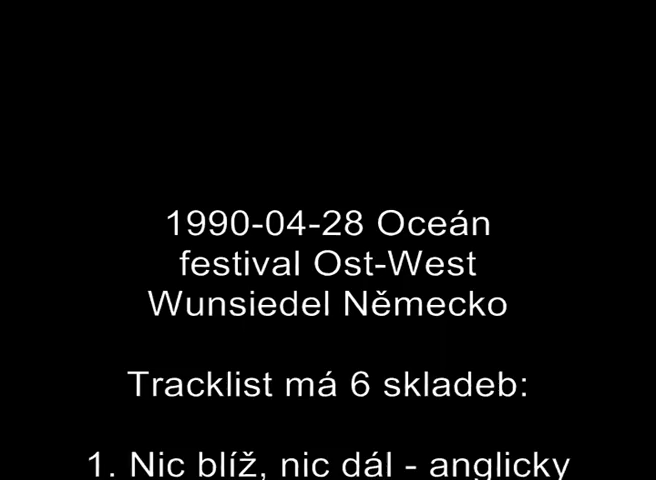 1990-04-28 Oceán
festival Ost-West
Wunsiedel Německo
Tracklist má 6 skladeb:
1. Nic blíž, nic dál - anglicky